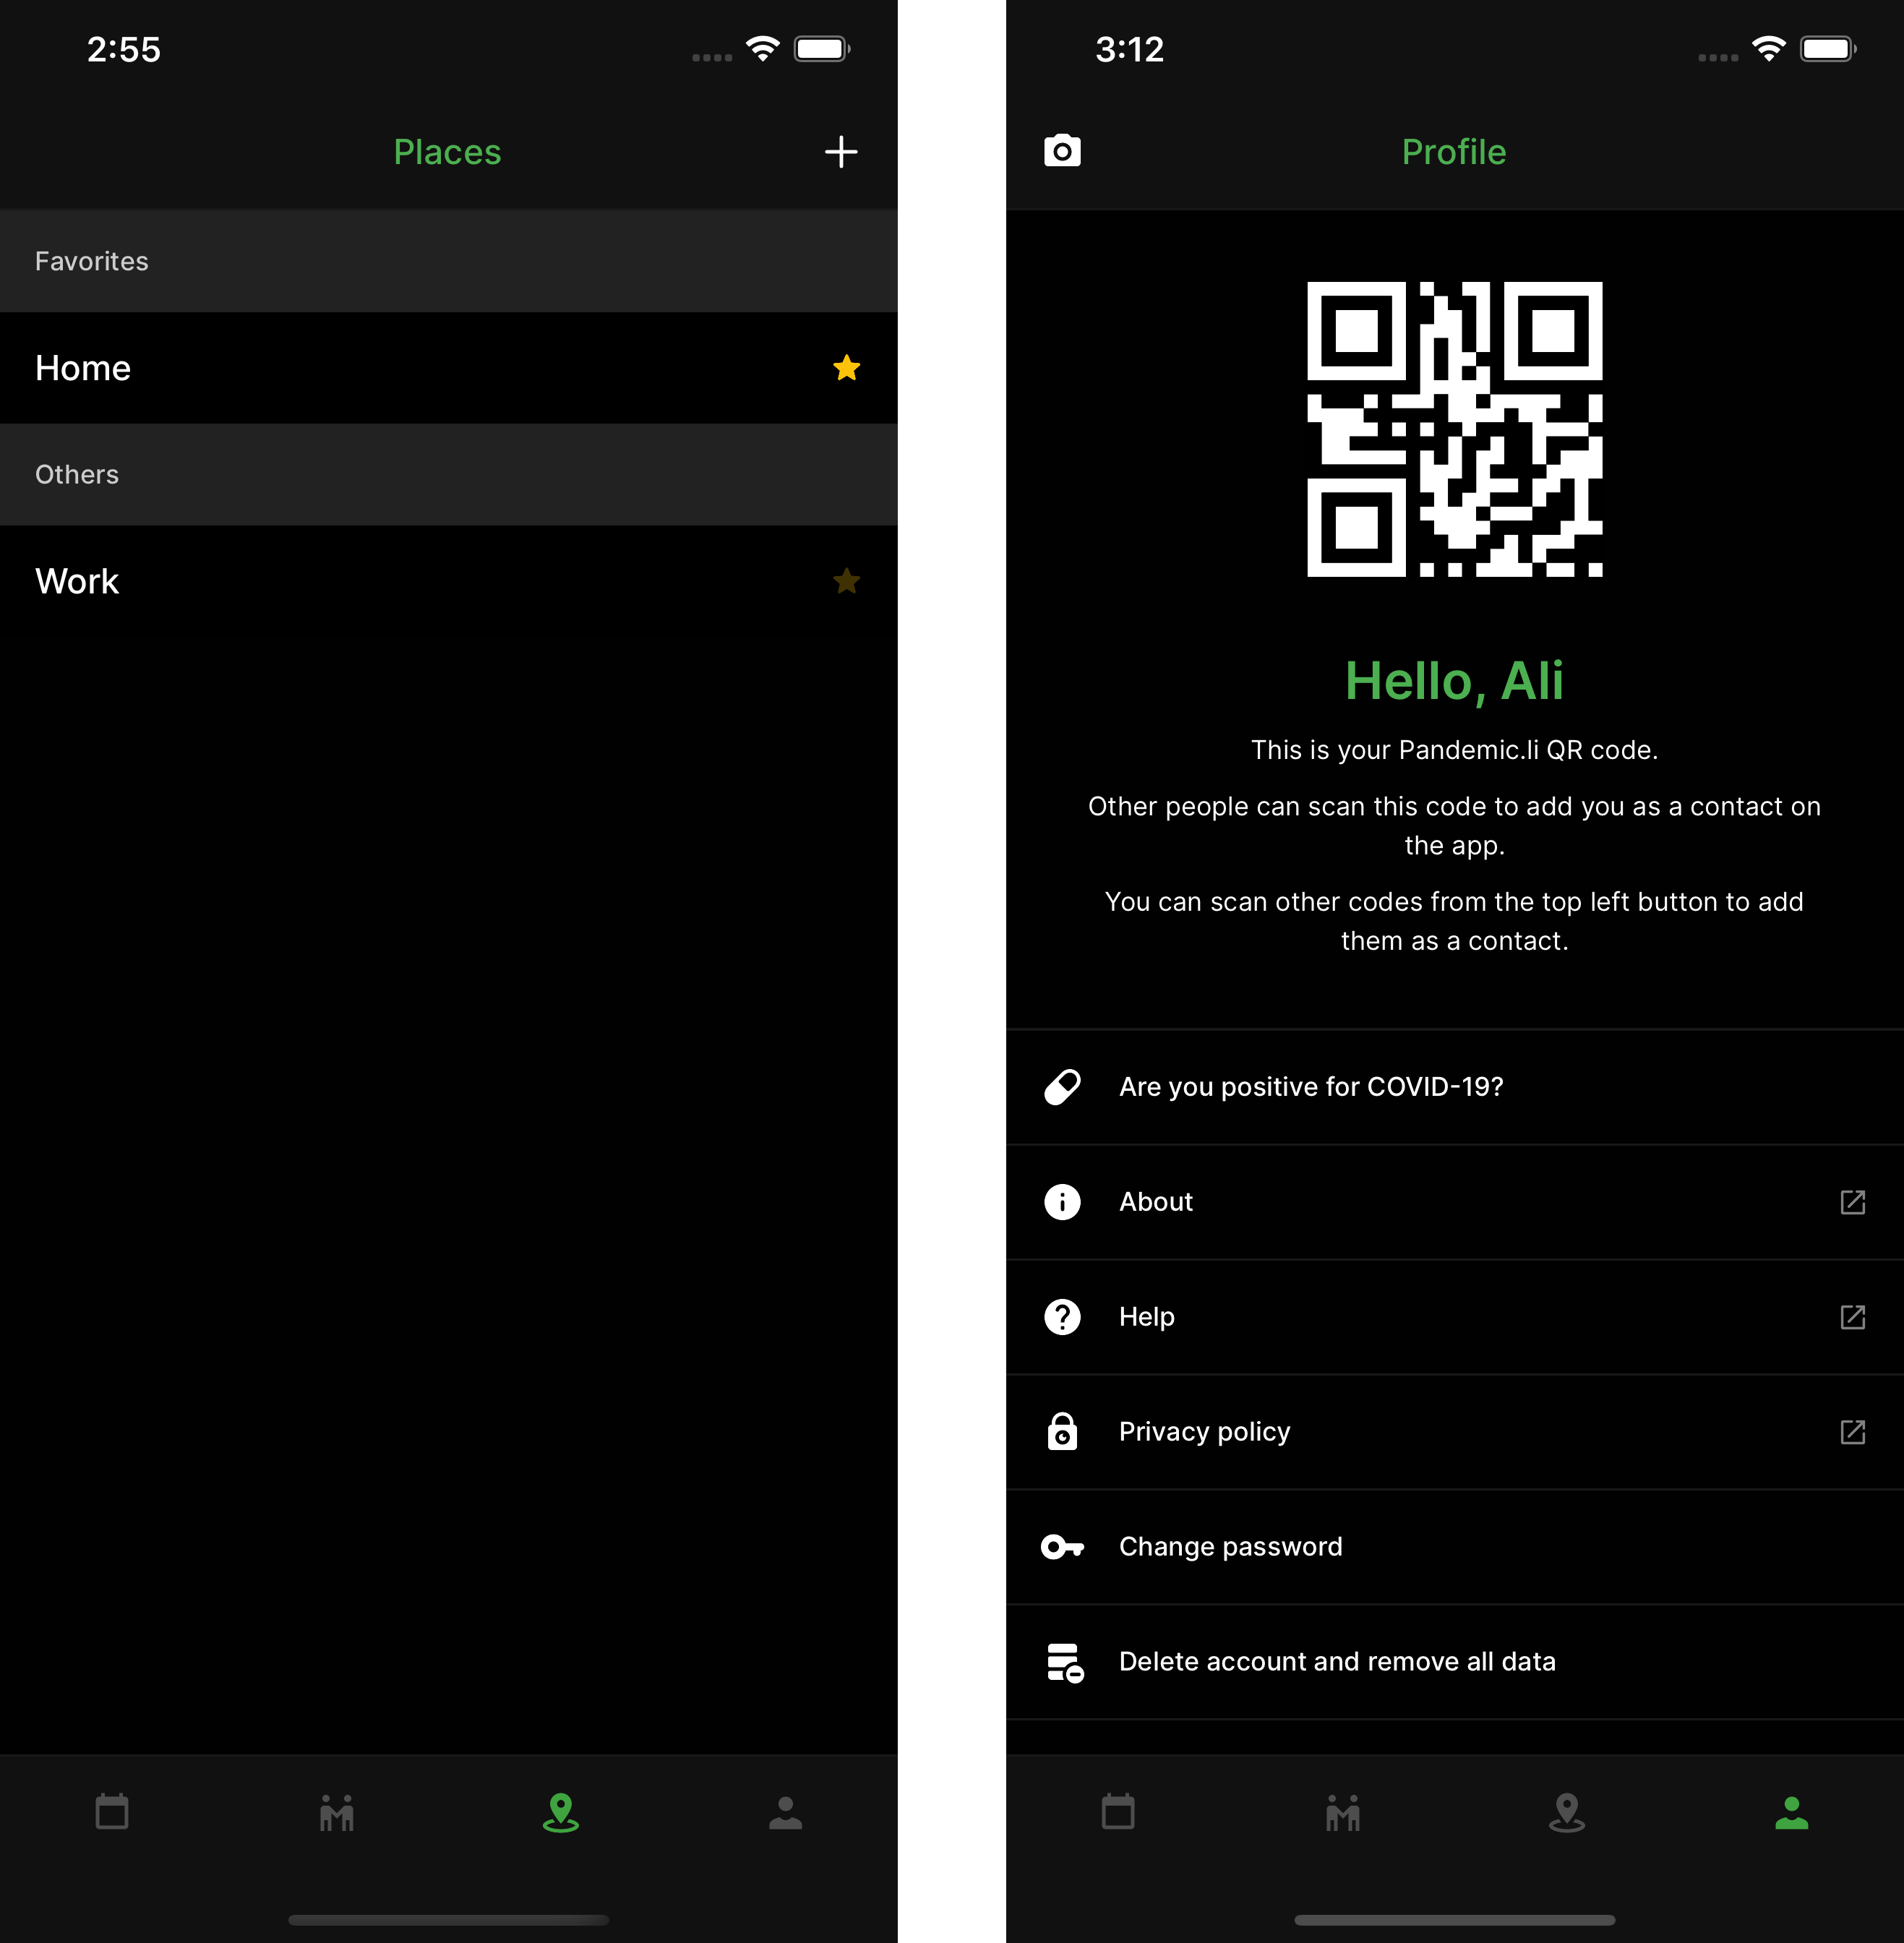 2:55
Places
Favorites
Home
Others
Work
3:12
Profile
Hello, Ali
This is your Pandemic.li QR code.
Other people can scan this code to add you as a contact on
the app.
You can scan other codes from the top left button to add
them as a contact.
Are you positive for COVID-19?
About
Help
Privacy policy
Change password
Delete account and remove all data